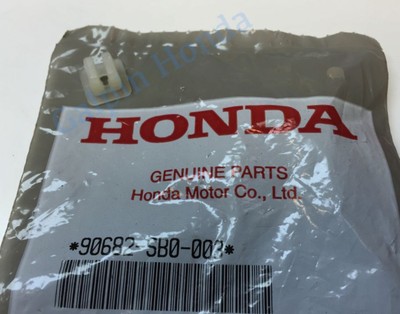 HONDA
GENUINE PARTS
Honda Motor Co., Ltd.
*90682-SB0-003*